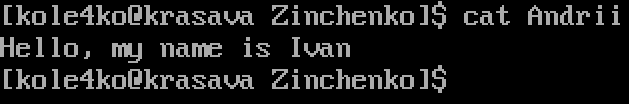 [kole4ko@krasava Zinchenko]$ cat Andrii
Hello, my name is Ivan
[kole4ko@krasava Zinchenko]$